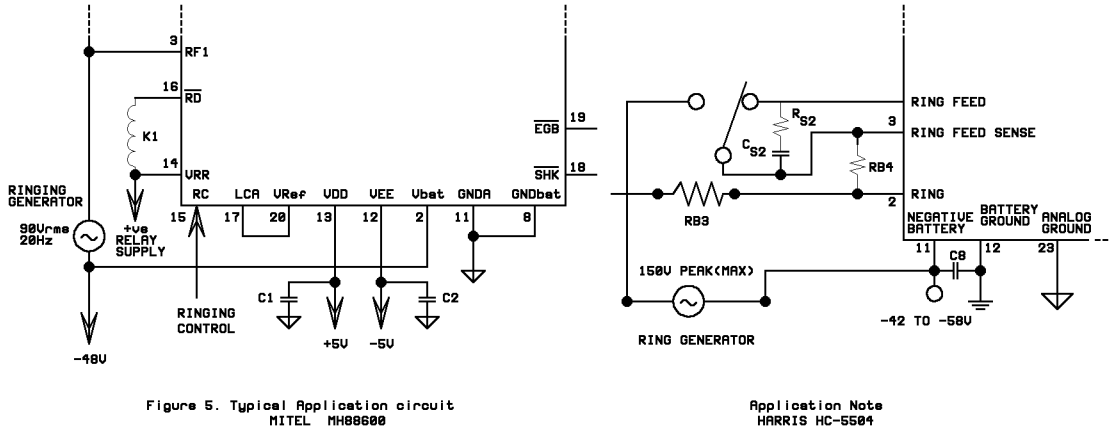 3
RF1
16
RD
K1
14
VRR
RINGING
GENERATOR
90Vrms
20Hz
+ve
RELAY
SUPPLY
RC
LCA
VRef
VDD
VEE
Vbat
GNDA
GNDbat
15
17
20
13
12
2
11
8
EGB
19
SHK
18
RINGING
CONTROL
C1
C2
-48V
+5V
-5V
Figure 5. Typical Application circuit
MITEL MH88600
RING FEED
3
RING FEED SENSE
RS2
CS2
RB4
RING
2
RB3
NEGATIVE
BATTERY
BATTERY
GROUND
ANALOG
GROUND
11
12
23
C8
150V PEAK(MAX)
RING GENERATOR
-42 TO -58V
Application Note
HARRIS HC-5504